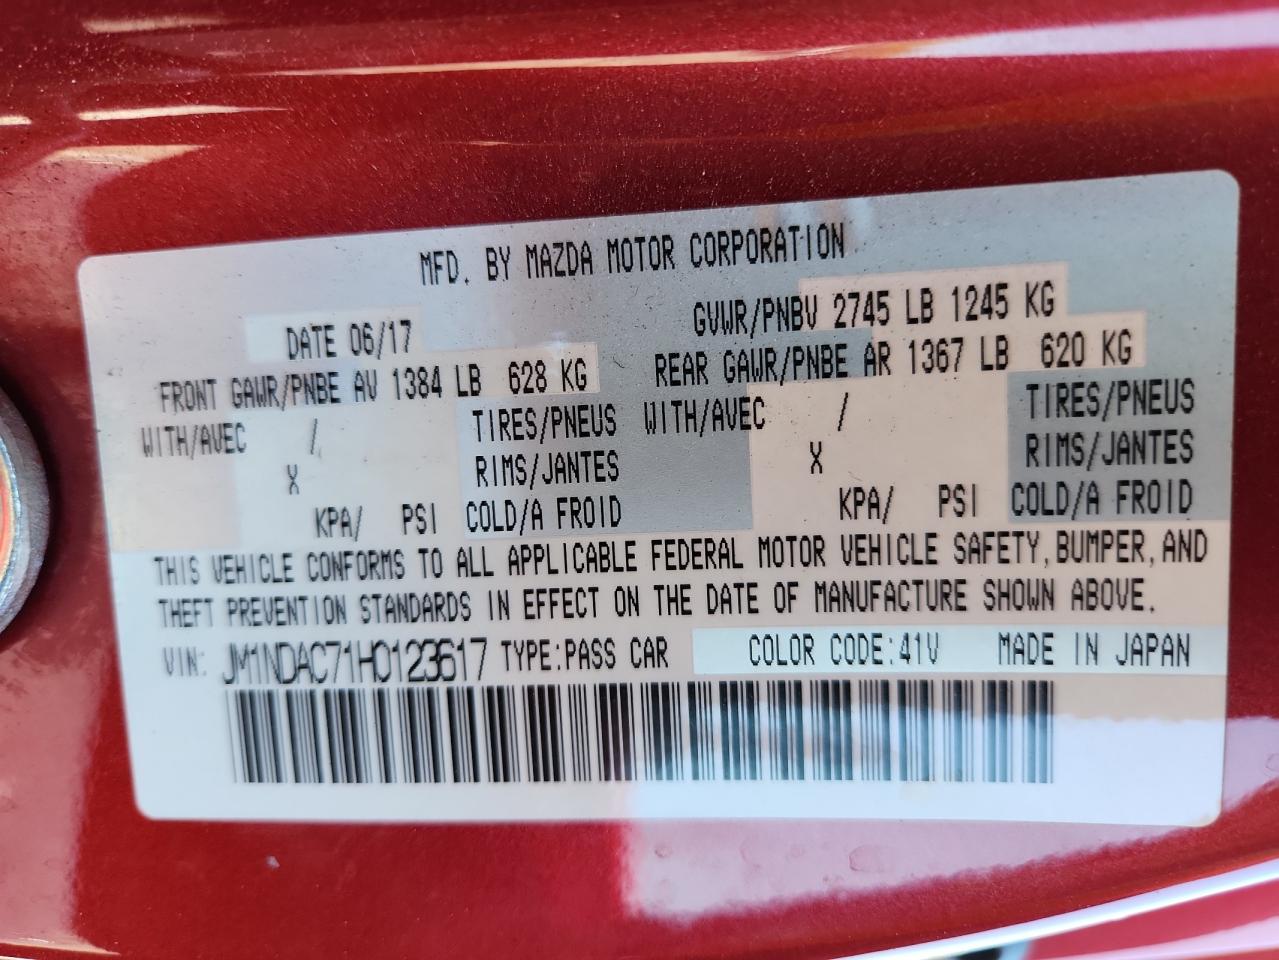 MFD. BY MAZDA MOTOR CORPORATION
DATE 06/17 GVWR/PNBV 2745 LB 1245 KG
FRONT GAWR/PNBE AV 1384 LB 628 KG REAR GAWR/PNBE AR 1367 LB 620 KG
WITH/AVEC / TIRES/PNEUS WITH/AVEC / TIRES/PNEUS
X RIMS/JANTES X RIMS/JANTES
KPA/ PSI COLD/A FROID KPA/ PSI COLD/A FROID
THIS VEHICLE CONFORMS TO ALL APPLICABLE FEDERAL MOTOR VEHICLE SAFETY, BUMPER, AND
THEFT PREVENTION STANDARDS IN EFFECT ON THE DATE OF MANUFACTURE SHOWN ABOVE.
VIN: JM1NDAC71H0123617 TYPE:PASS CAR COLOR CODE:41V MADE IN JAPAN